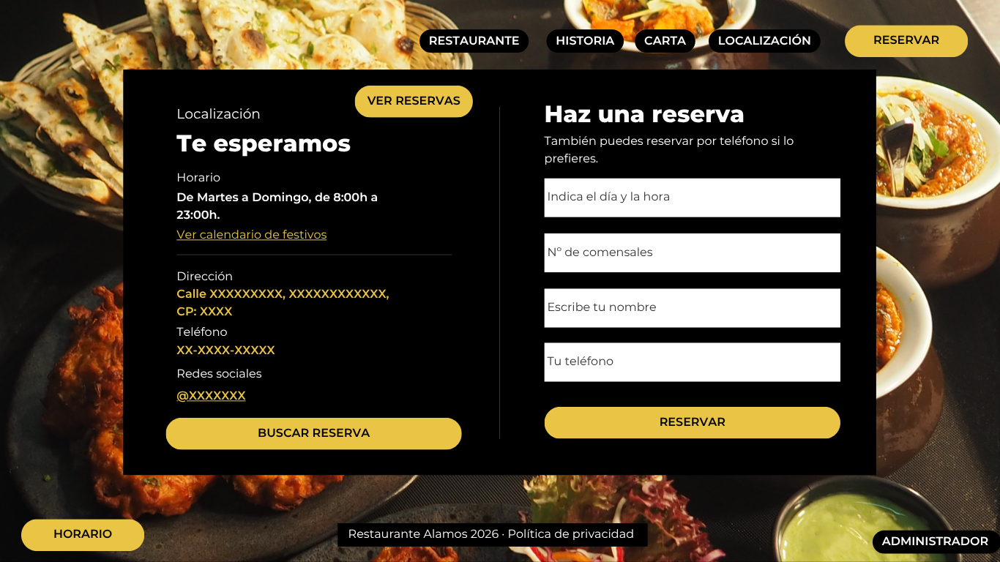 RESTAURANTE
HISTORIA
CARTA
LOCALIZACIÓN
RESERVAR
VER RESERVAS
Localización
Te esperamos
Horario
De Martes a Domingo, de 8:00h a
23:00h.
Ver calendario de festivos
Dirección
Calle XXXXXXXXX, XXXXXXXXXXXX,
CP: XXXX
Teléfono
XX-XXXX-XXXXX
Redes sociales
@XXXXXXX
BUSCAR RESERVA
Haz una reserva
También puedes reservar por teléfono si lo
prefieres.
Indica el día y la hora
Nº de comensales
Escribe tu nombre
Tu teléfono
RESERVAR
HORARIO
Restaurante Alamos 2026 · Política de privacidad
ADMINISTRADOR